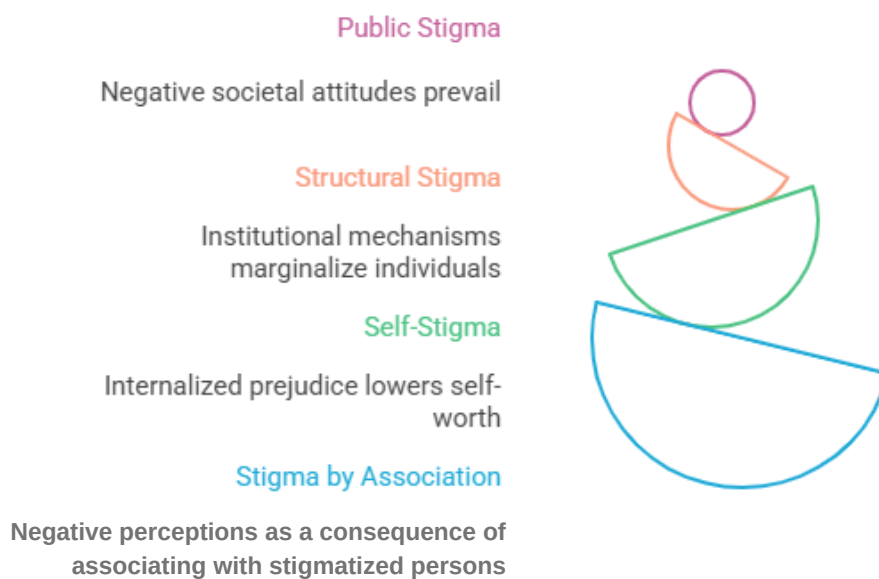 Public Stigma
Negative societal attitudes prevail
Structural Stigma
Institutional mechanisms
marginalize individuals
Self-Stigma
Internalized prejudice lowers self-
worth
Stigma by Association
Negative perceptions as a consequence of
associating with stigmatized persons